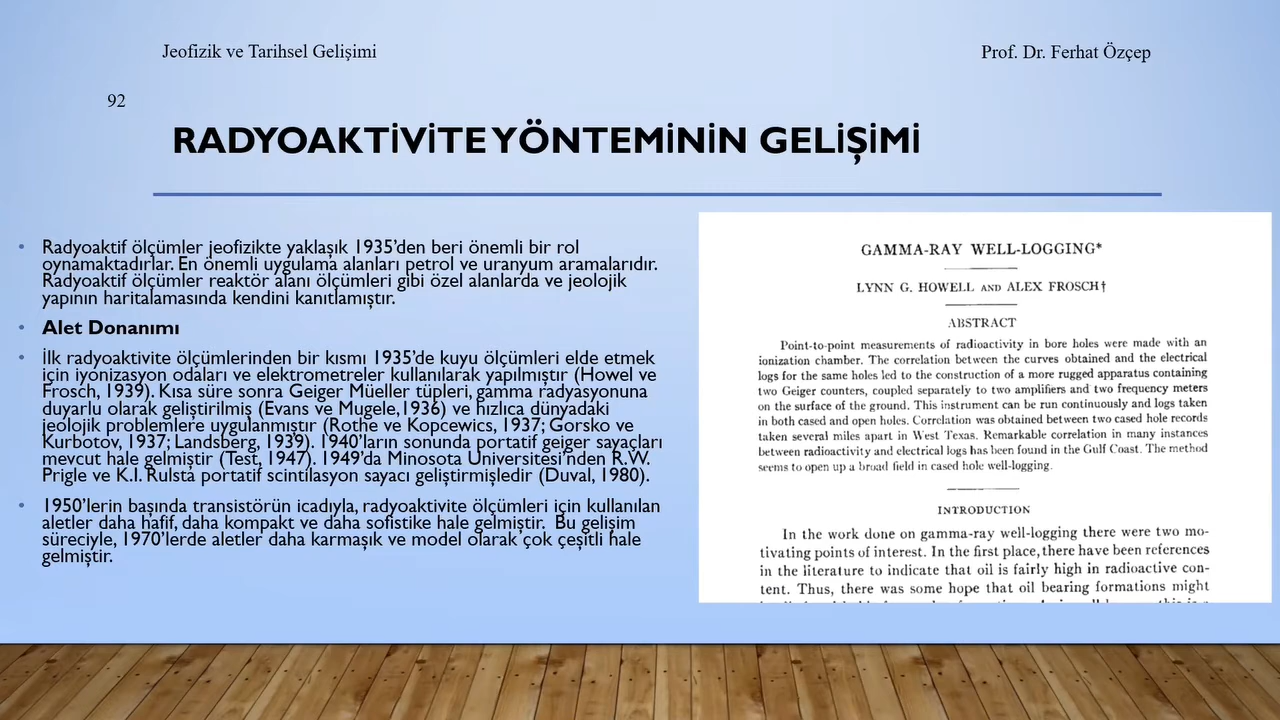 Jeofizik ve Tarihsel Gelişimi
Prof. Dr. Ferhat Özçep
92
RADYOAKTİVİTE YÖNTEMİNİN GELİŞİMİ
• Radyoaktif ölçümler jeofizikte yaklaşık 1935'den beri önemli bir rol
oynamaktadırlar. En önemli uygulama alanları petrol ve uranyum aramalarıdır.
Radyoaktif ölçümler reaktör alanı ölçümleri gibi özel alanlarda ve jeolojik
yapının haritalamasında kendini kanıtlamıştır.
• Alet Donanımı
• İlk radyoaktivite ölçümlerinden bir kısmı 1935'de kuyu ölçümleri elde etmek
için iyonizasyon odaları ve elektrometreler kullanılarak yapılmıştır (Howel ve
Frosch, 1939). Kısa süre sonra Geiger Müeller tüpleri, gamma radyasyonuna
duyarlu olarak geliştirilmiş (Evans ve Mugele,1936) ve hızlıca dünyadaki
jeolojik problemlere uygulanmıştır (Rothe ve Kopcewics, 1937; Gorsko ve
Kurbotov, 1937; Landsberg, 1939). 1940'ların sonunda portatif geiger sayaçları
mevcut hale gelmiştir (Test, 1947). 1949'da Minosota Üniversitesi'nden R.W.
Prigle ve K.I. Rulsta portatif scintilasyon sayacı geliştirmişledir (Duval, 1980).
• 1950'lerin başında transistörün icadıyla, radyoaktivite ölçümleri için kullanılan
aletler daha hafif, daha kompakt ve daha sofistike hale gelmiştir. Bu gelişim
süreciyle, 1970'lerde aletler daha karmaşık ve model olarak çok çeşitli hale
gelmiştir.
GAMMA-RAY WELL-LOGGING*
LYNN G. HOWELL AND ALEX FROSCH†
ABSTRACT
Point-to-point measurements of radioactivity in bore holes were made with an
ionization chamber. The correlation between the curves obtained and the electrical
logs for the same holes led to the construction of a more rugged apparatus containing
two Geiger counters, coupled separately to two amplifiers and two frequency meters
on the surface of the ground. This instrument can be run continuously and logs taken
in both cased and open holes. Correlation was obtained between two cased hole records
taken several miles apart in West Texas. Remarkable correlation in many instances
between radioactivity and electrical logs has been found in the Gulf Coast. The method
seems to open up a broad field in cased hole well-logging.
INTRODUCTION
In the work done on gamma-ray well-logging there were two mo-
tivating points of interest. In the first place, there have been references
in the literature to indicate that oil is fairly high in radioactive con-
tent. Thus, there was some hope that oil bearing formations might